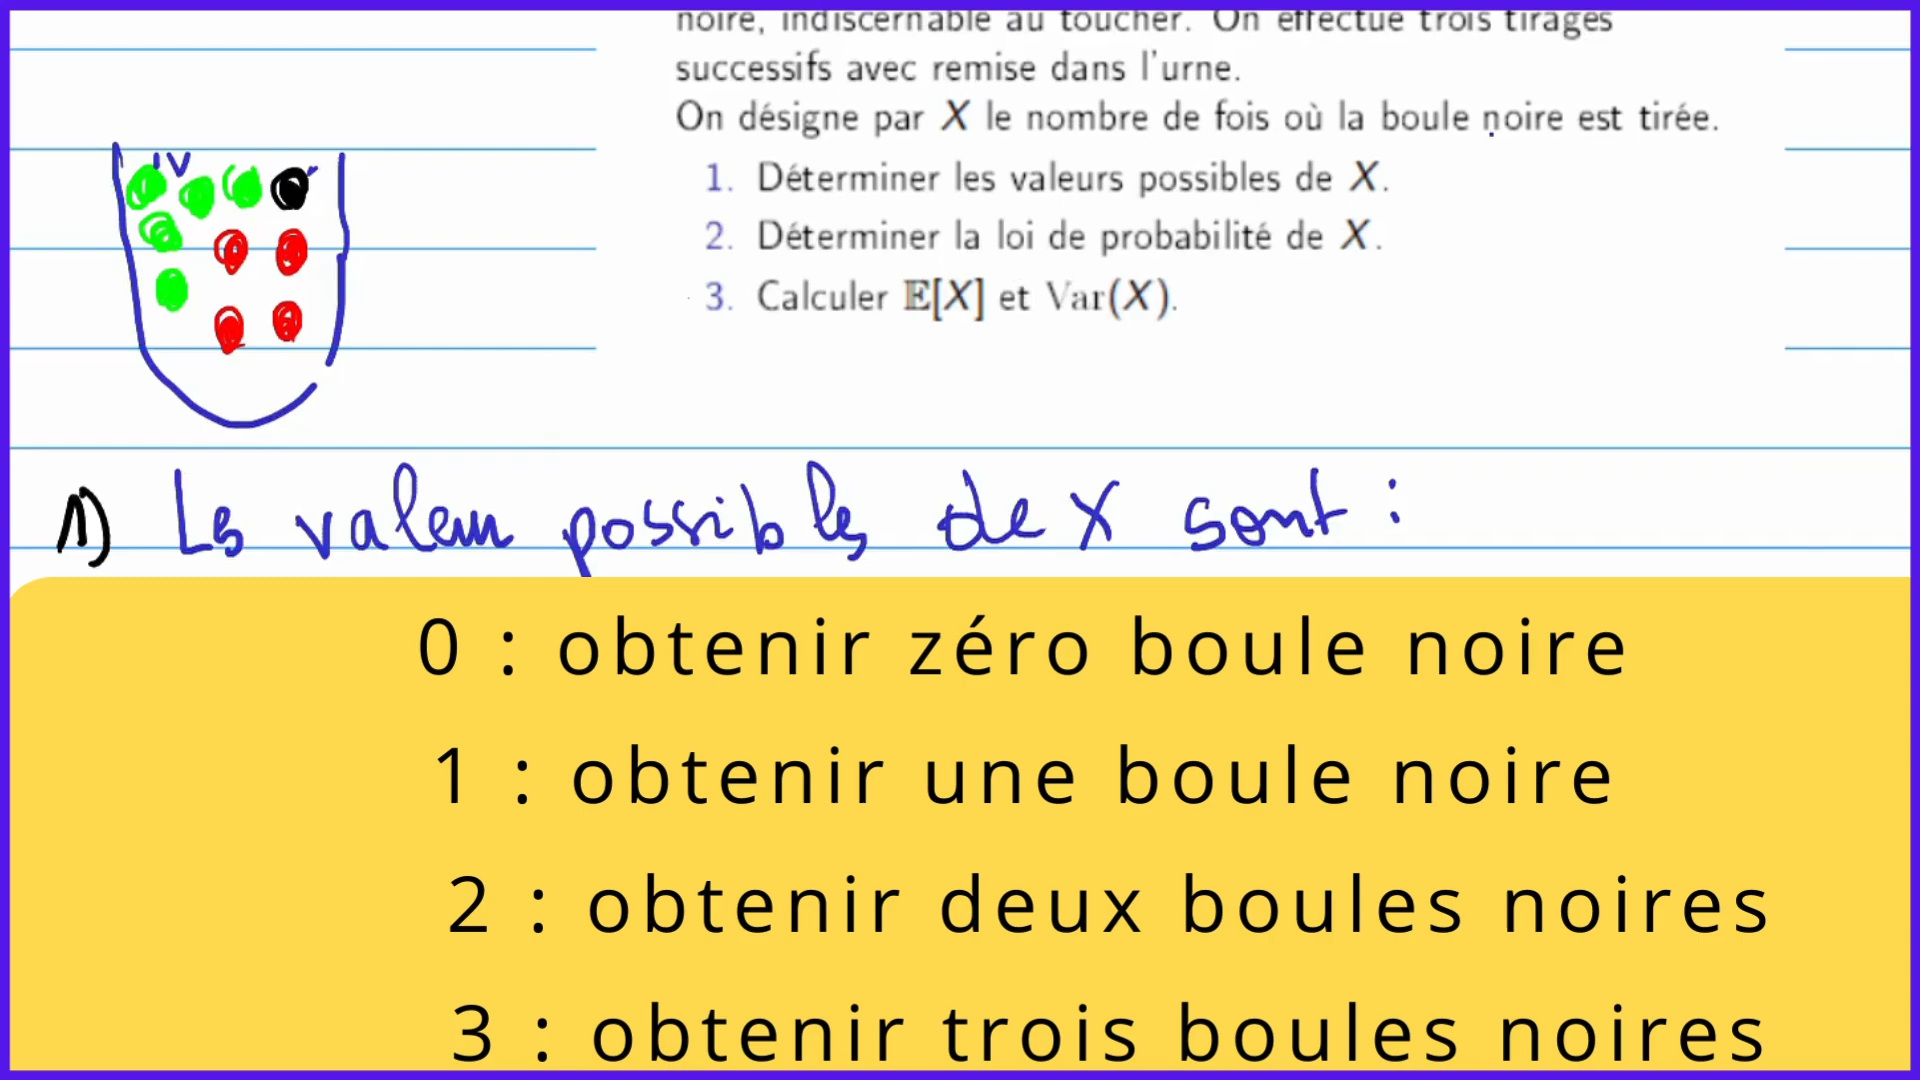 noire, indiscernable au toucher. On effectue trois tirages
successifs avec remise dans l'urne.
On désigne par X le nombre de fois où la boule noire est tirée.
1. Déterminer les valeurs possibles de X.
2. Déterminer la loi de probabilité de X.
3. Calculer 𝔼[X] et Var(X).
1) Les valeur possibles de X sont :
0 : obtenir zéro boule noire
1 : obtenir une boule noire
2 : obtenir deux boules noires
3 : obtenir trois boules noires